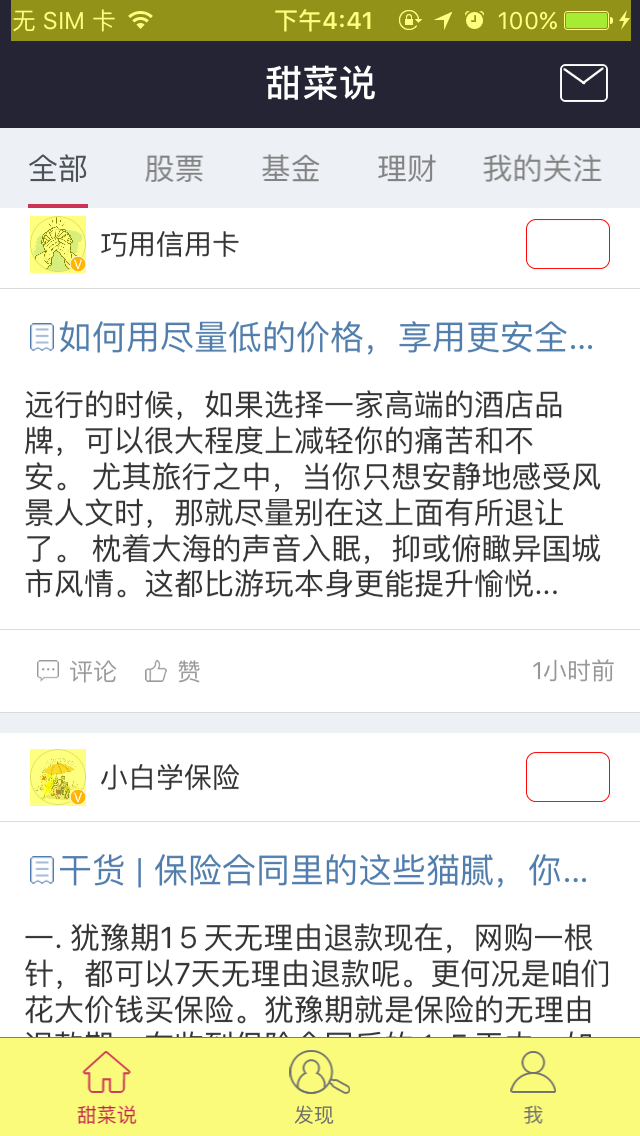 无 SIM 卡 下午4:41 100%
甜菜说
全部 股票 基金 理财 我的关注
巧用信用卡
如何用尽量低的价格，享用更安全...
远行的时候，如果选择一家高端的酒店品
牌，可以很大程度上减轻你的痛苦和不
安。 尤其旅行之中，当你只想安静地感受风
景人文时，那就尽量别在这上面有所退让
了。 枕着大海的声音入眠，抑或俯瞰异国城
市风情。这都比游玩本身更能提升愉悦...
评论 赞 1小时前
小白学保险
干货 | 保险合同里的这些猫腻，你...
一. 犹豫期1５天无理由退款现在，网购一根
针，都可以7天无理由退款呢。更何况是咱们
花大价钱买保险。犹豫期就是保险的无理由
甜菜说 发现 我